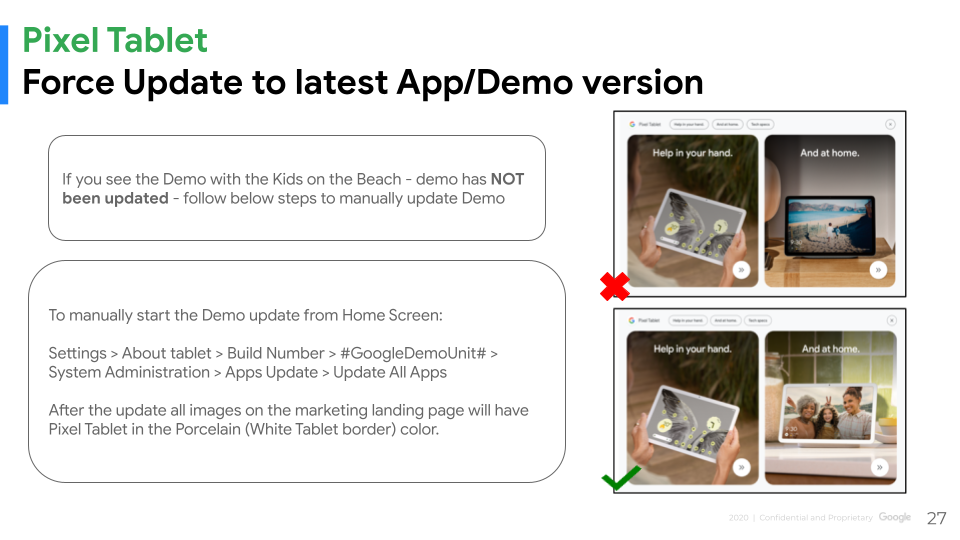 Pixel Tablet
Force Update to latest App/Demo version
If you see the Demo with the Kids on the Beach - demo has NOT
been updated - follow below steps to manually update Demo
To manually start the Demo update from Home Screen:
Settings > About tablet > Build Number > #GoogleDemoUnit# >
System Administration > Apps Update > Update All Apps
After the update all images on the marketing landing page will have
Pixel Tablet in the Porcelain (White Tablet border) color.
G Pixel Tablet Help in your hand. And at home. Tech specs
Help in your hand. And at home.
G Pixel Tablet Help in your hand. And at home. Tech specs
Help in your hand. And at home.
1:30
2020 | Confidential and Proprietary Google 27